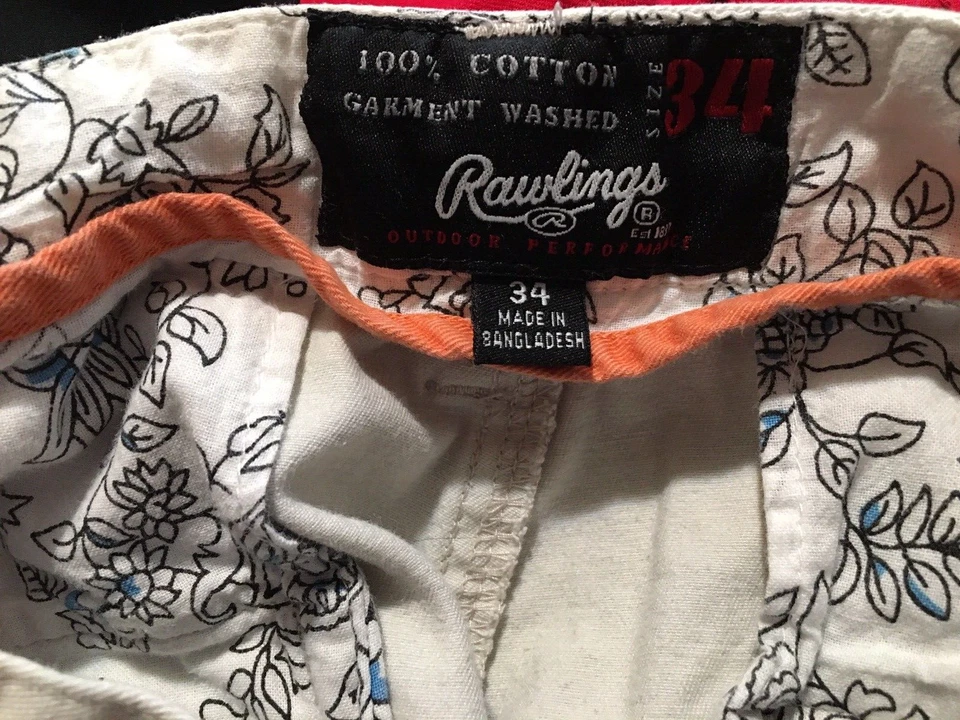 100% COTTON
GARMENT WASHED
SIZE 34
Rawlings ®
R
OUTDOOR PERFORMANCE
34
MADE IN
BANGLADESH